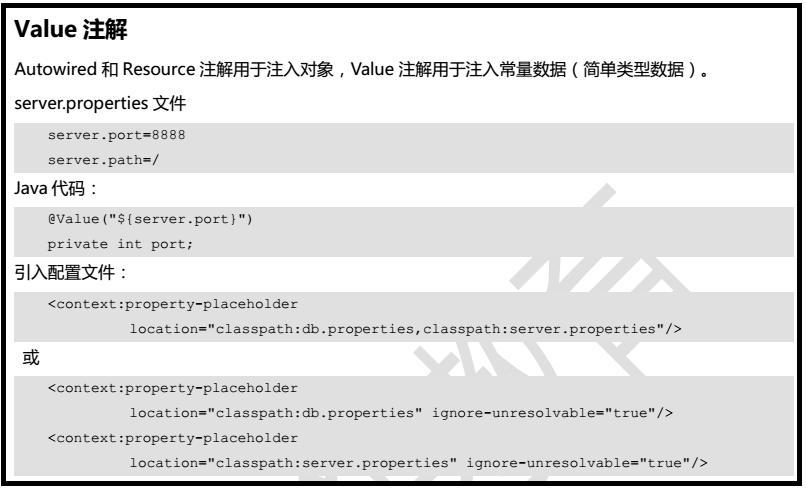 Value 注解
Autowired 和 Resource 注解用于注入对象，Value 注解用于注入常量数据（简单类型数据）。
server.properties 文件
server.port=8888
server.path=/
Java 代码：
@Value("${server.port}")
private int port;
引入配置文件：
<context:property-placeholder
location="classpath:db.properties,classpath:server.properties"/>
或
<context:property-placeholder
location="classpath:db.properties" ignore-unresolvable="true"/>
<context:property-placeholder
location="classpath:server.properties" ignore-unresolvable="true"/>